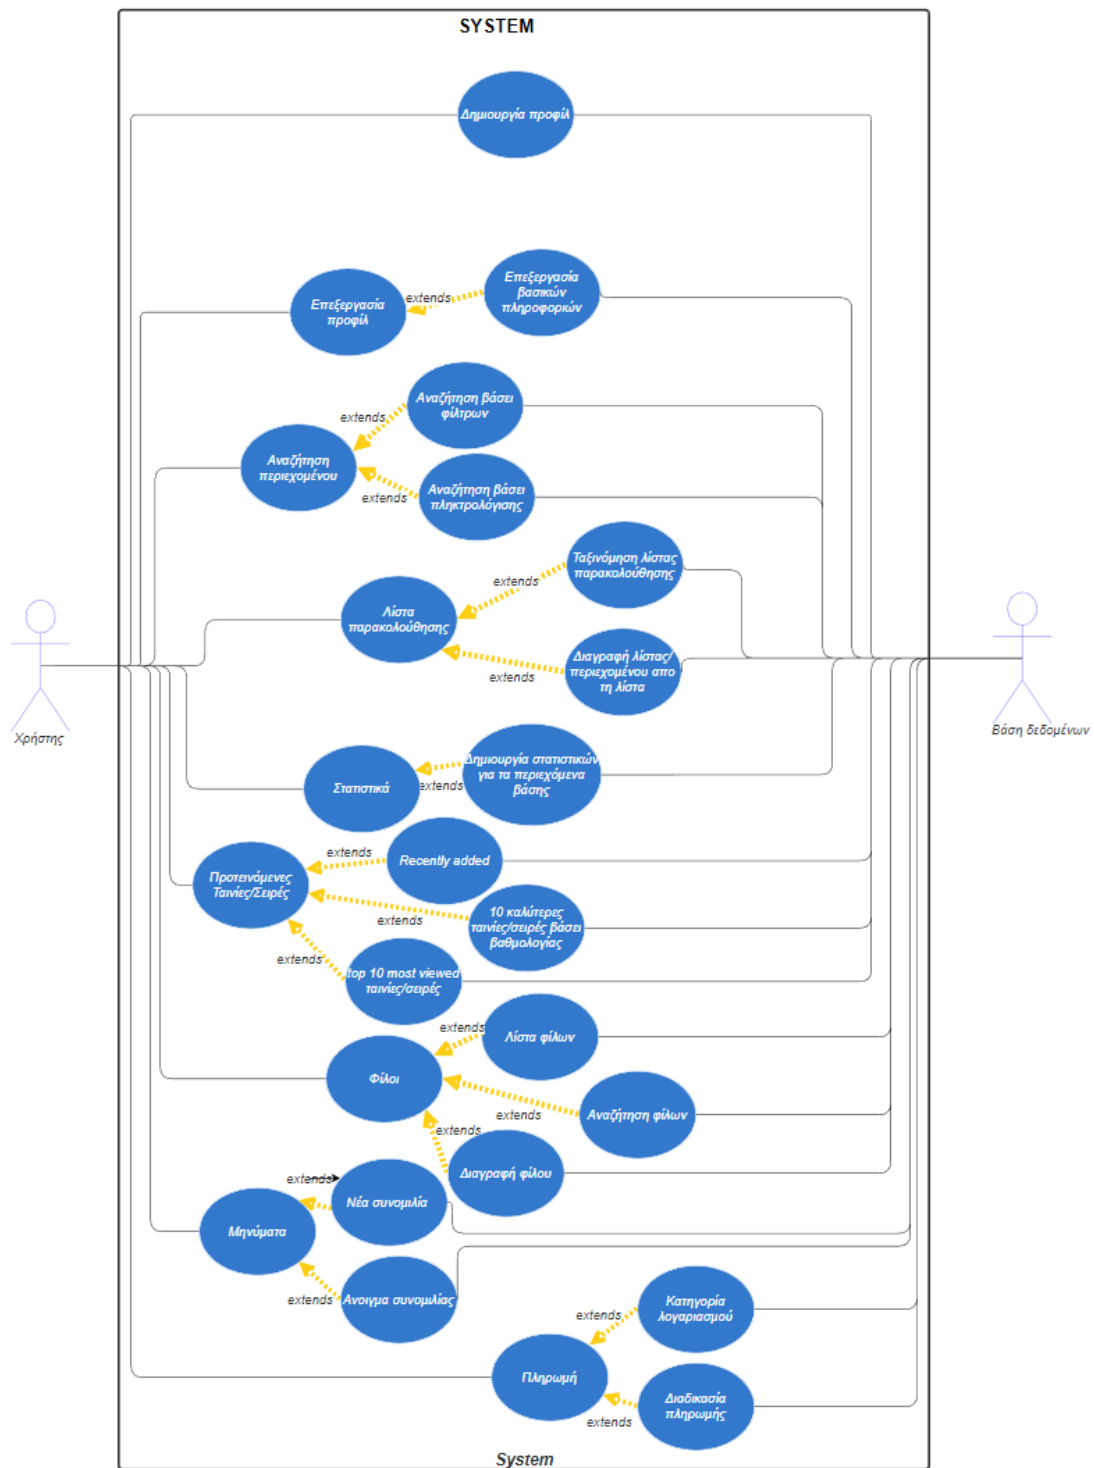 SYSTEM
Δημιουργία προφίλ
Επεξεργασία
προφίλ
extends
Επεξεργασία
βασικών
πληροφοριών
Αναζήτηση βάσει
φίλτρων
extends
Αναζήτηση
περιεχομένου
extends
Αναζήτηση βάσει
πληκτρολόγισης
Ταξινόμηση λίστας
παρακολούθησης
extends
Λίστα
παρακολούθησης
extends
Διαγραφή λίστας/
περιεχομένου απο
τη λίστα
Χρήστης
Βάση δεδομένων
Στατιστικά
extends
Δημιουργία στατιστικών
για τα περιεχόμενα
βάσης
extends
Recently added
Προτεινόμενες
Ταινίες/Σειρές
extends
10 καλύτερες
ταινίες/σειρές βάσει
βαθμολογίας
extends
top 10 most viewed
ταινίες/σειρές
extends
Λίστα φίλων
Φίλοι
extends
Αναζήτηση φίλων
extends
Διαγραφή φίλου
extends
Νέα συνομιλία
Μηνύματα
extends
Ανοιγμα συνομιλίας
extends
Κατηγορία
λογαριασμού
Πληρωμή
extends
Διαδικασία
πληρωμής
System